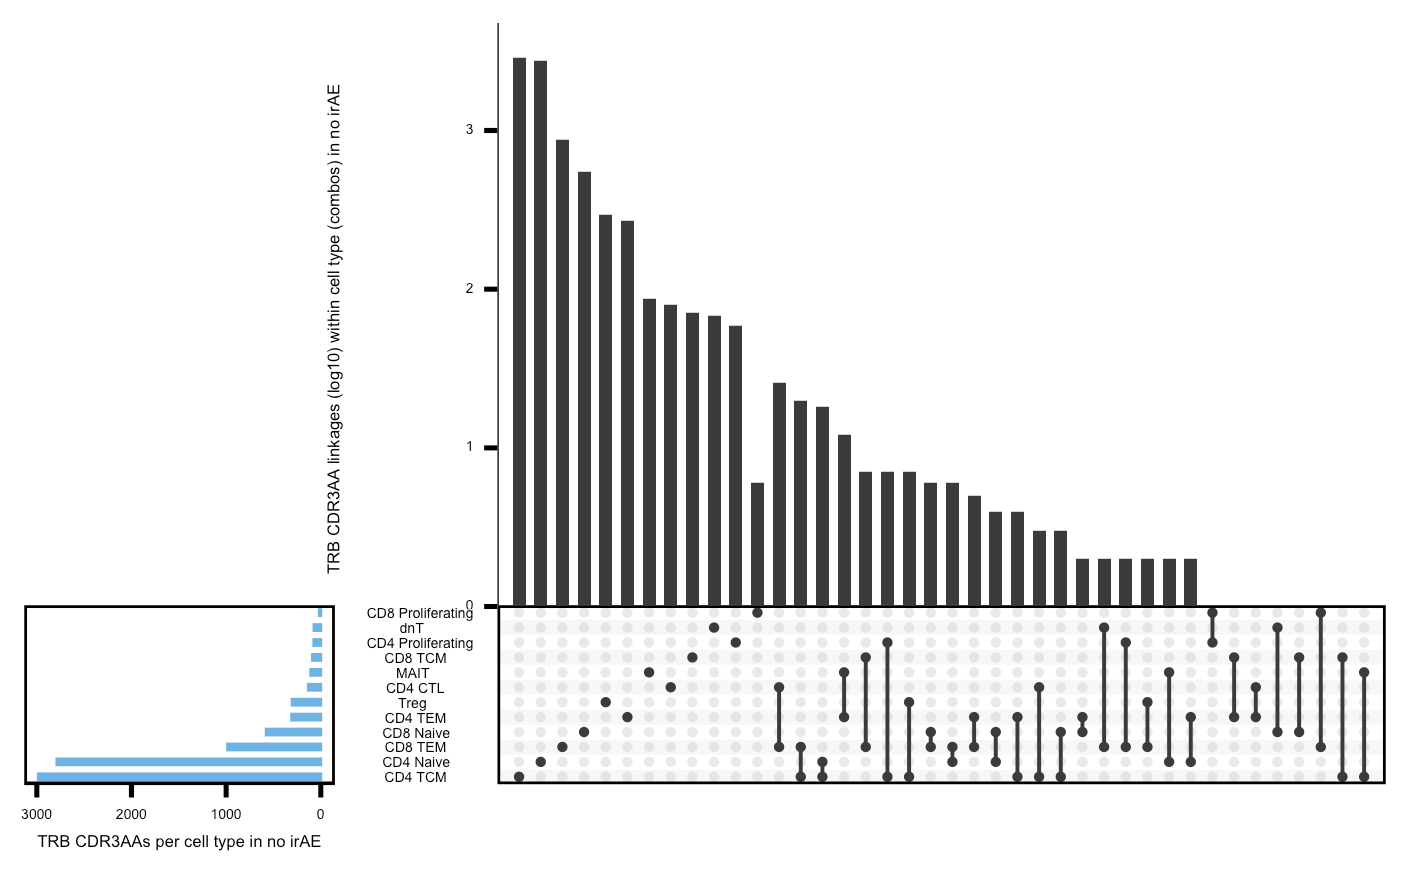 TRB CDR3AA linkages (log10) within cell type (combos) in no irAE
3
2
1
0
CD8 Proliferating
dnT
CD4 Proliferating
CD8 TCM
MAIT
CD4 CTL
Treg
CD4 TEM
CD8 Naive
CD8 TEM
CD4 Naive
CD4 TCM
3000 2000 1000 0
TRB CDR3AAs per cell type in no irAE